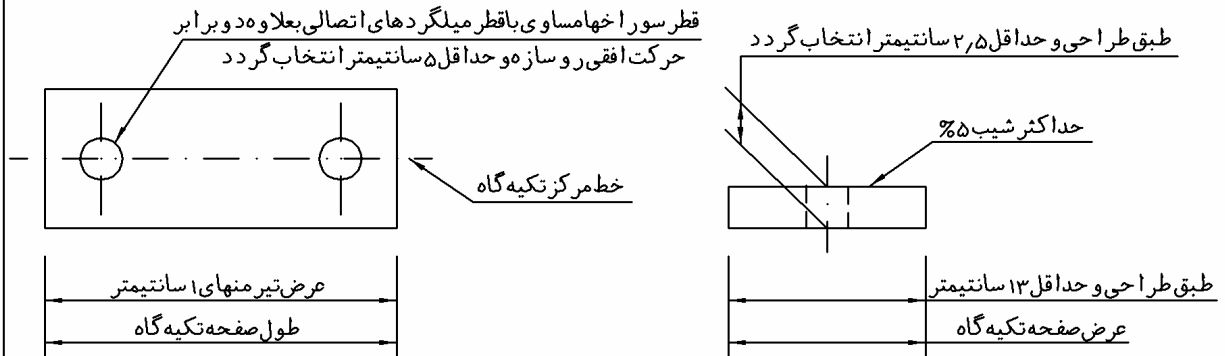 قطر سوراخها مساوی با قطر میلگردهای اتصالی بعلاوه دو برابر
حرکت افقی روسازه و حداقل ۵ سانتیمتر انتخاب گردد
خط مرکز تکیه گاه
عرض تیر منهای ۱ سانتیمتر
طول صفحه تکیه گاه
طبق طراحی و حداقل ۲٫۵ سانتیمتر انتخاب گردد
حداکثر شیب ۵%
طبق طراحی و حداقل ۱۳ سانتیمتر
عرض صفحه تکیه گاه